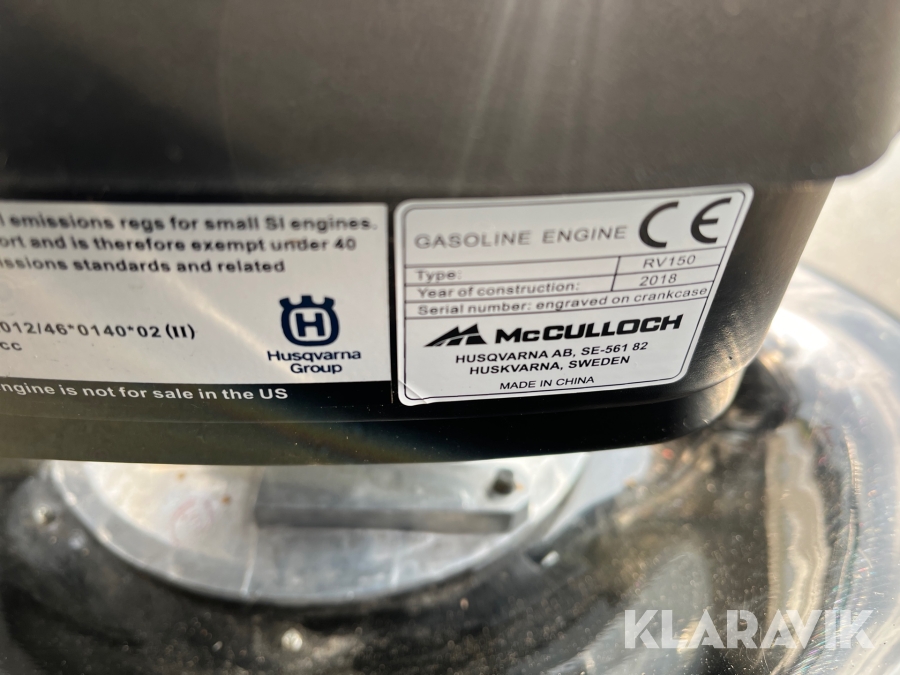 emissions regs for small SI engines.
ort and is therefore exempt under 40
ssions standards and related
012/46*0140*02 (II)
cc
Husqvarna
Group
ngine is not for sale in the US
GASOLINE ENGINE CE
Type: RV150
Year of construction: 2018
Serial number: engraved on crankcase
McCULLOCH
HUSQVARNA AB, SE-561 82
HUSKVARNA, SWEDEN
MADE IN CHINA
KLARAVIK